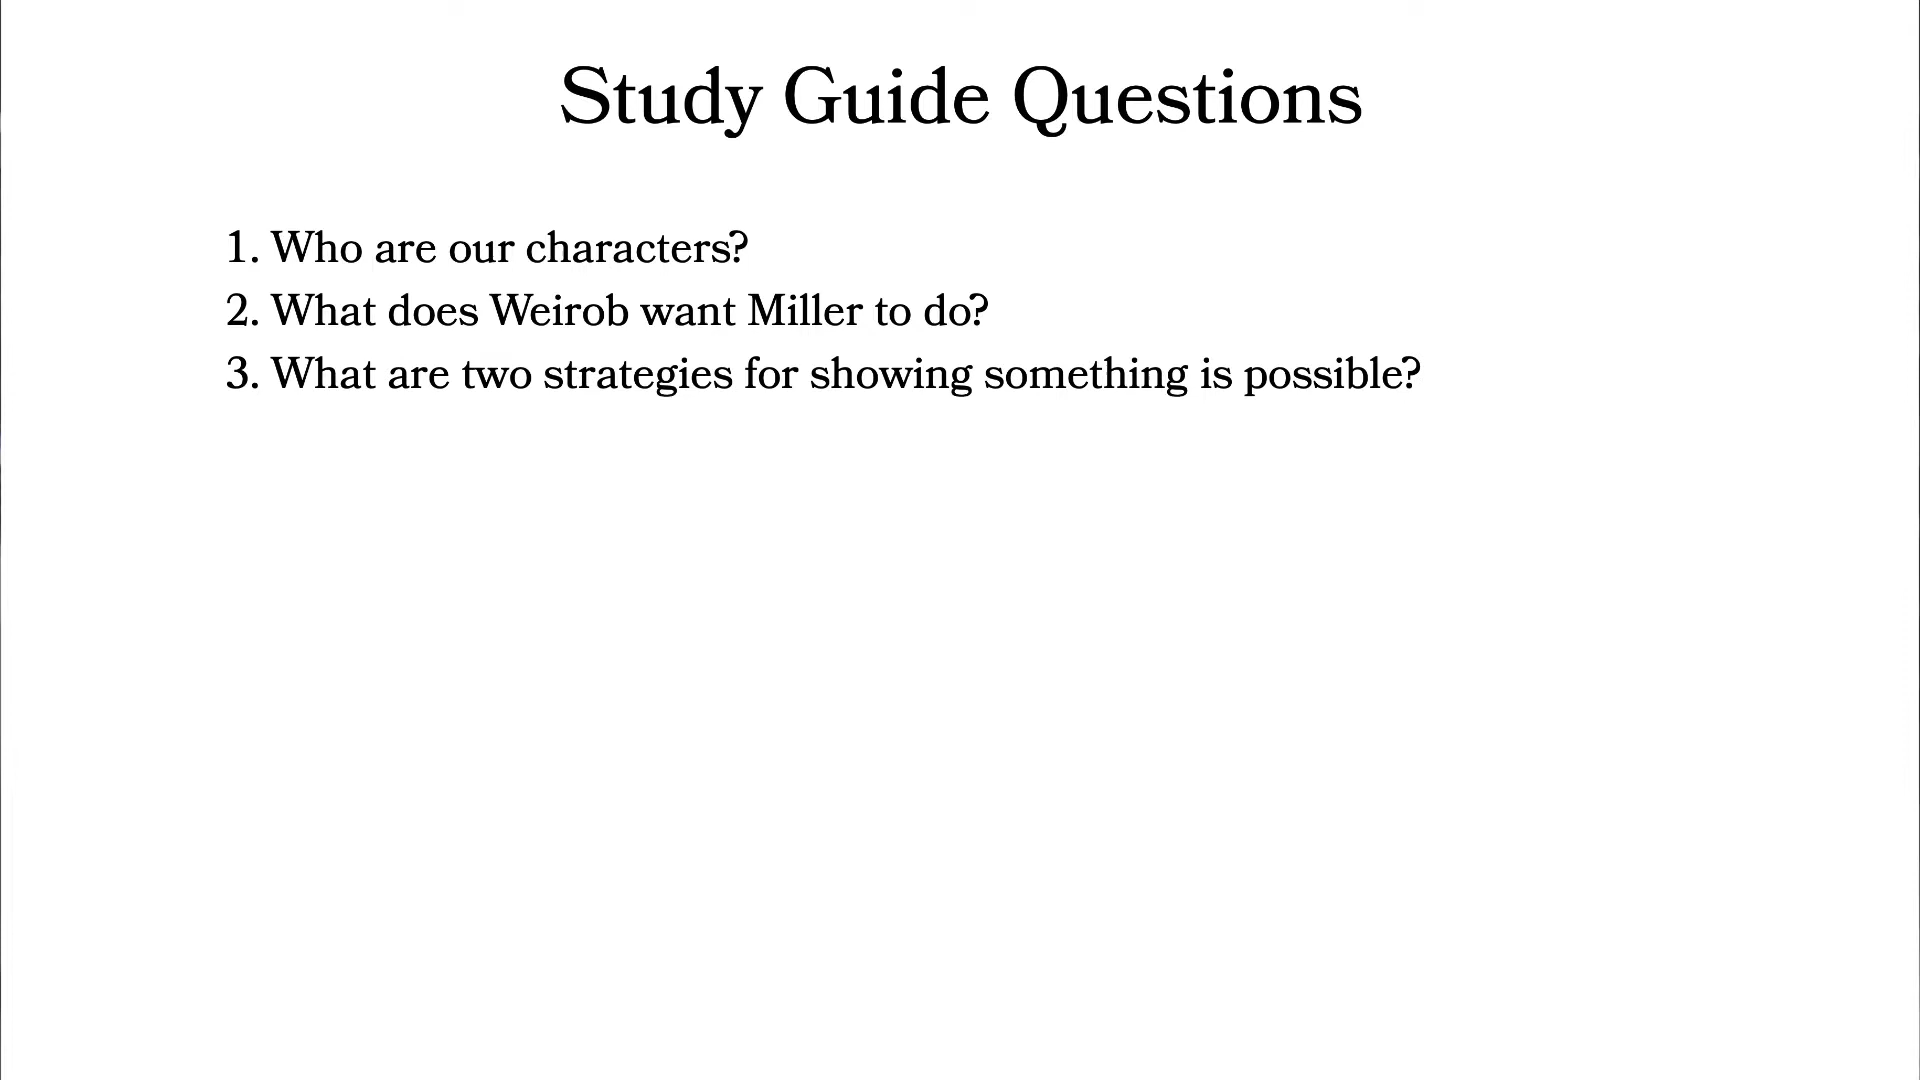 Study Guide Questions
1. Who are our characters?
2. What does Weirob want Miller to do?
3. What are two strategies for showing something is possible?